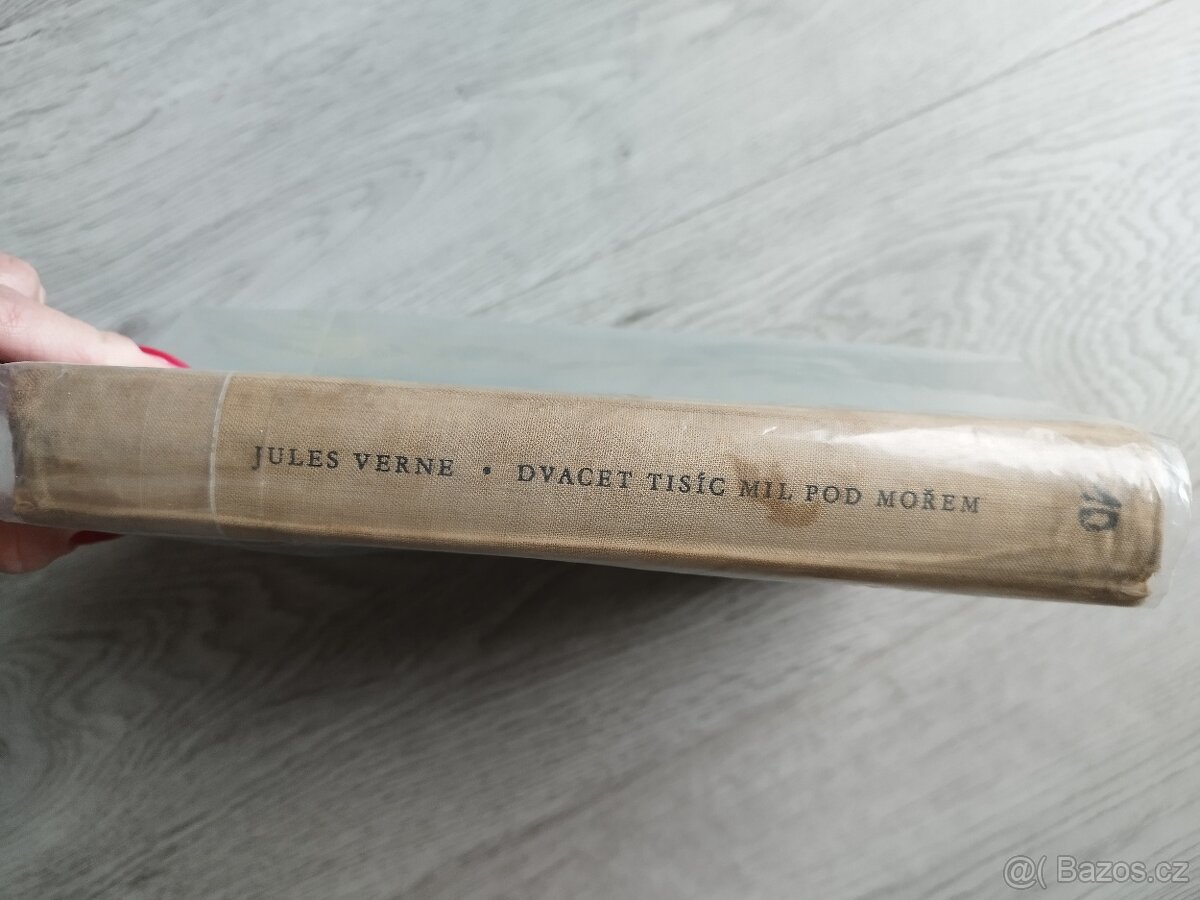 JULES VERNE • DVACET TISÍC MIL POD MOŘEM
@( Bazos.cz